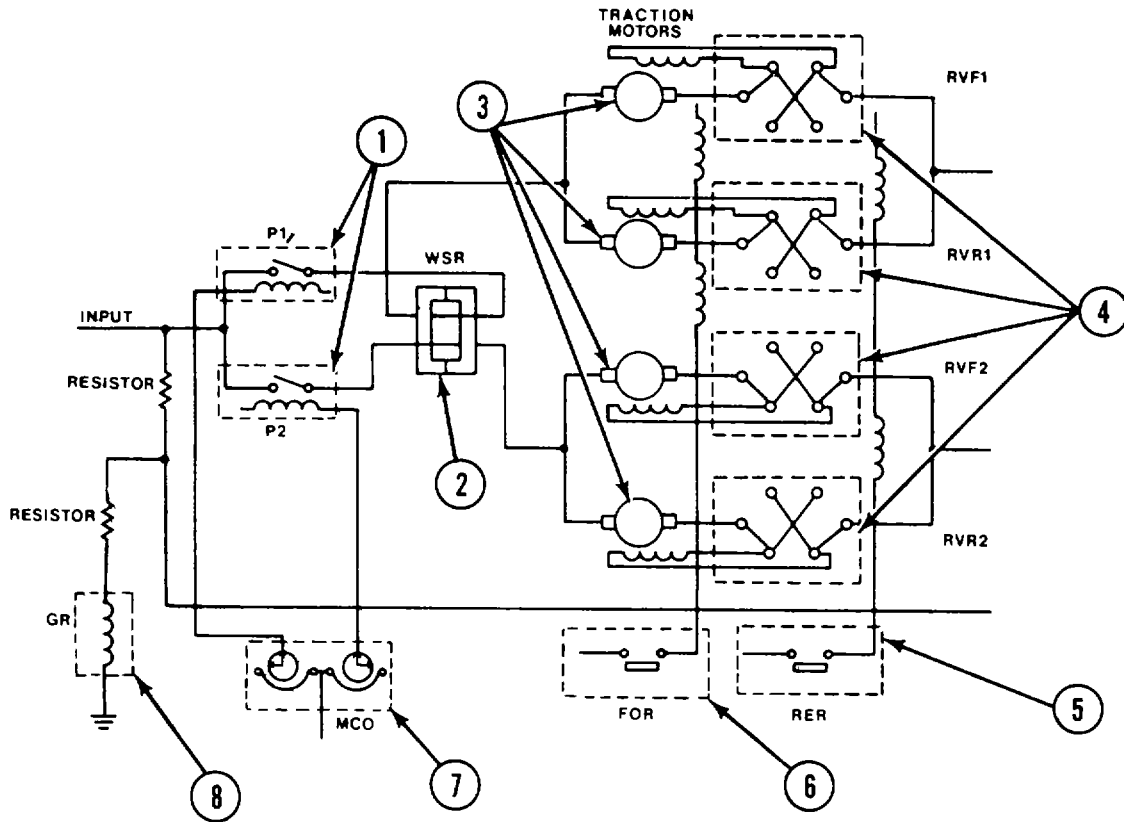 TRACTION
MOTORS
RVF1
3
1
P1
RVR1
WSR
4
INPUT
RVF2
RESISTOR
P2
2
RESISTOR
RVR2
GR
5
MCO
FOR
RER
6
7
8